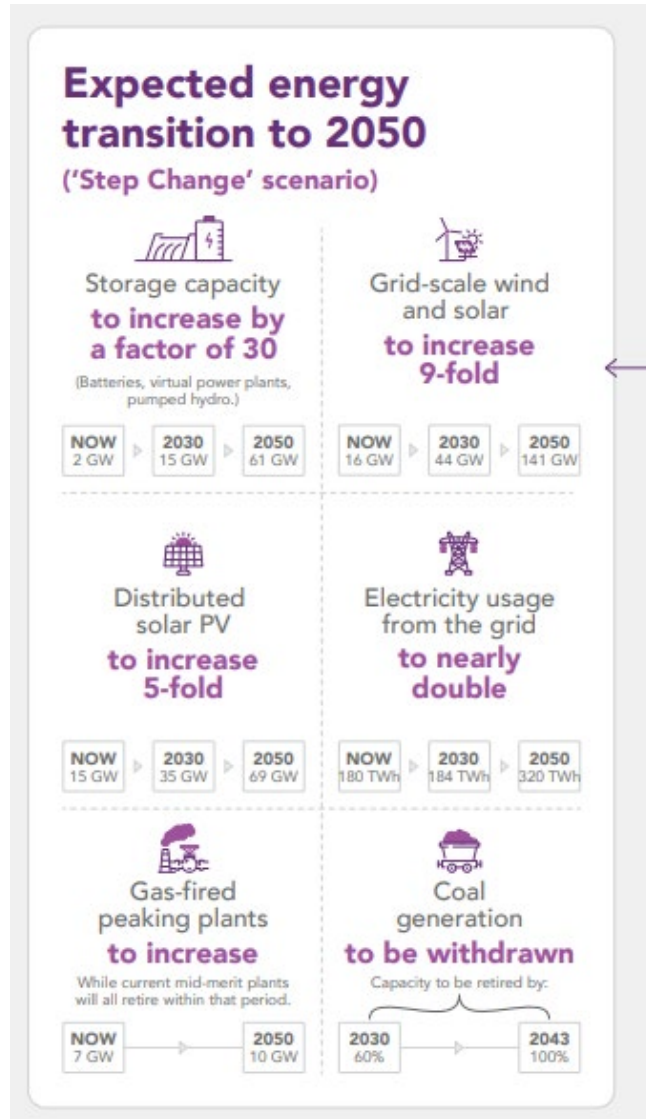 Expected energy
transition to 2050
('Step Change' scenario)
Storage capacity
to increase by
a factor of 30
(Batteries, virtual power plants,
pumped hydro.)
NOW
2 GW
2030
15 GW
2050
61 GW
Grid-scale wind
and solar
to increase
9-fold
NOW
16 GW
2030
44 GW
2050
141 GW
Distributed
solar PV
to increase
5-fold
NOW
15 GW
2030
35 GW
2050
69 GW
Electricity usage
from the grid
to nearly
double
NOW
180 TWh
2030
184 TWh
2050
320 TWh
Gas-fired
peaking plants
to increase
While current mid-merit plants
will all retire within that period.
NOW
7 GW
2050
10 GW
Coal
generation
to be withdrawn
Capacity to be retired by:
2030
60%
2043
100%